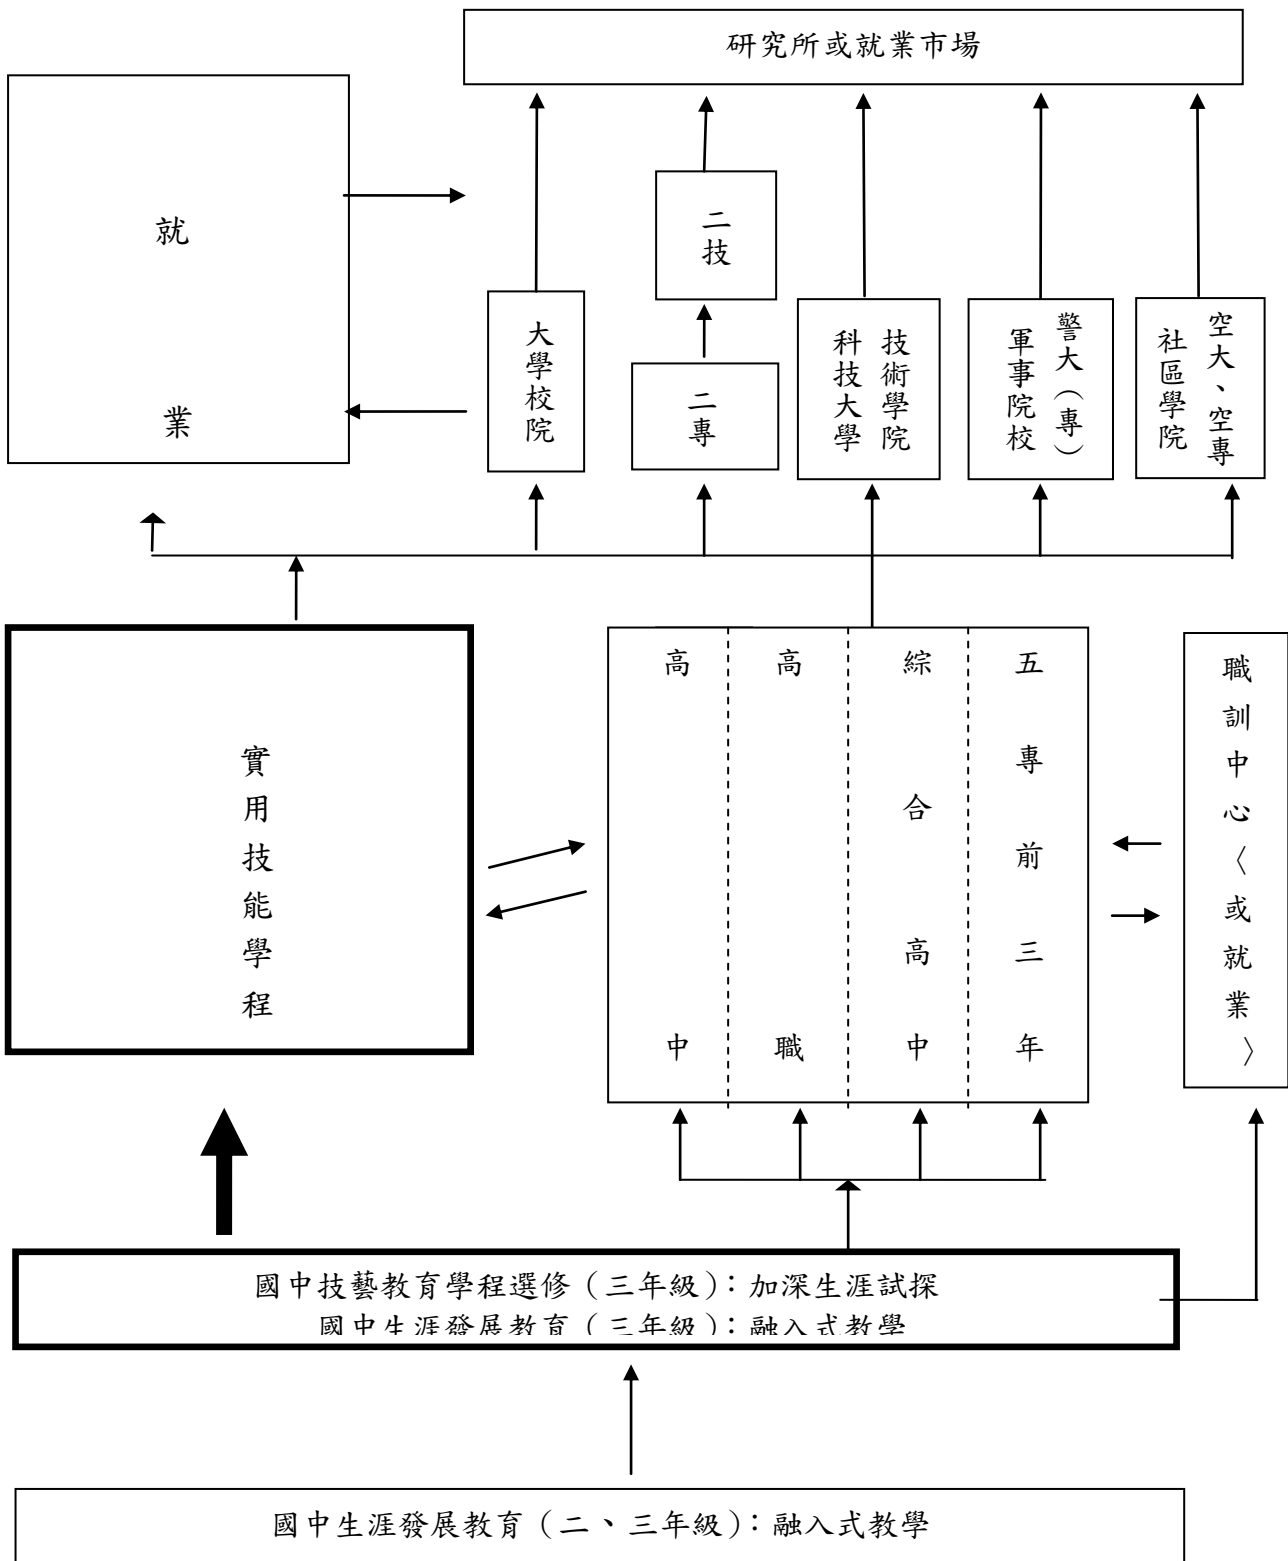 研究所或就業市場
就業
二技
大學校院
二專
技術學院
科技大學
警大（專）
軍事院校
空大、空專
社區學院
實用技能學程
高中
高職
綜合高中
五專前三年
職訓中心〈或就業〉
國中技藝教育學程選修（三年級）：加深生涯試探
國中生涯發展教育（三年級）：融入式教學
國中生涯發展教育（二、三年級）：融入式教學